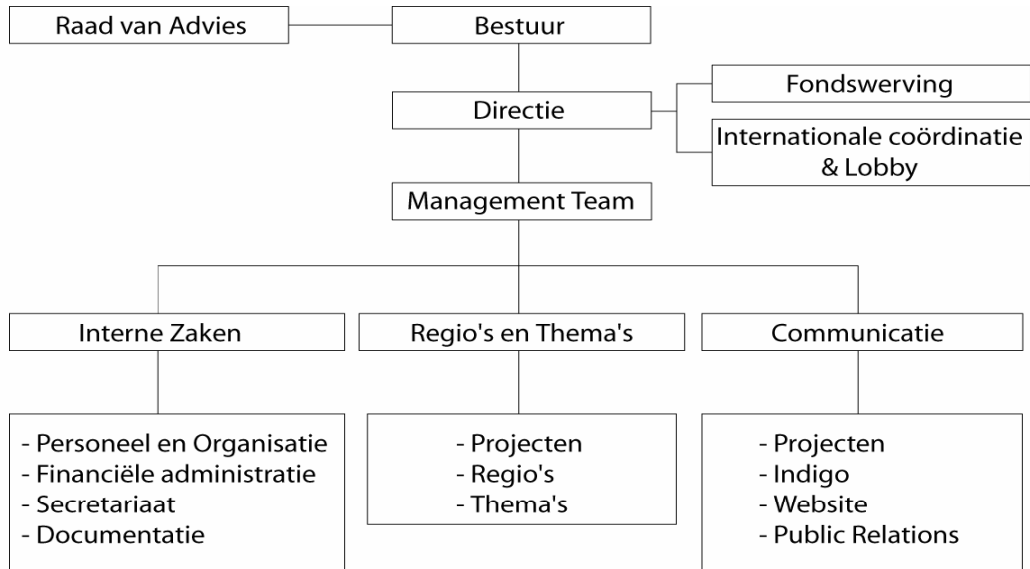 Raad van Advies
Bestuur
Directie
Fondswerving
Internationale coördinatie
& Lobby
Management Team
Interne Zaken
Regio's en Thema's
Communicatie
- Personeel en Organisatie
- Financiële administratie
- Secretariaat
- Documentatie
- Projecten
- Regio's
- Thema's
- Projecten
- Indigo
- Website
- Public Relations